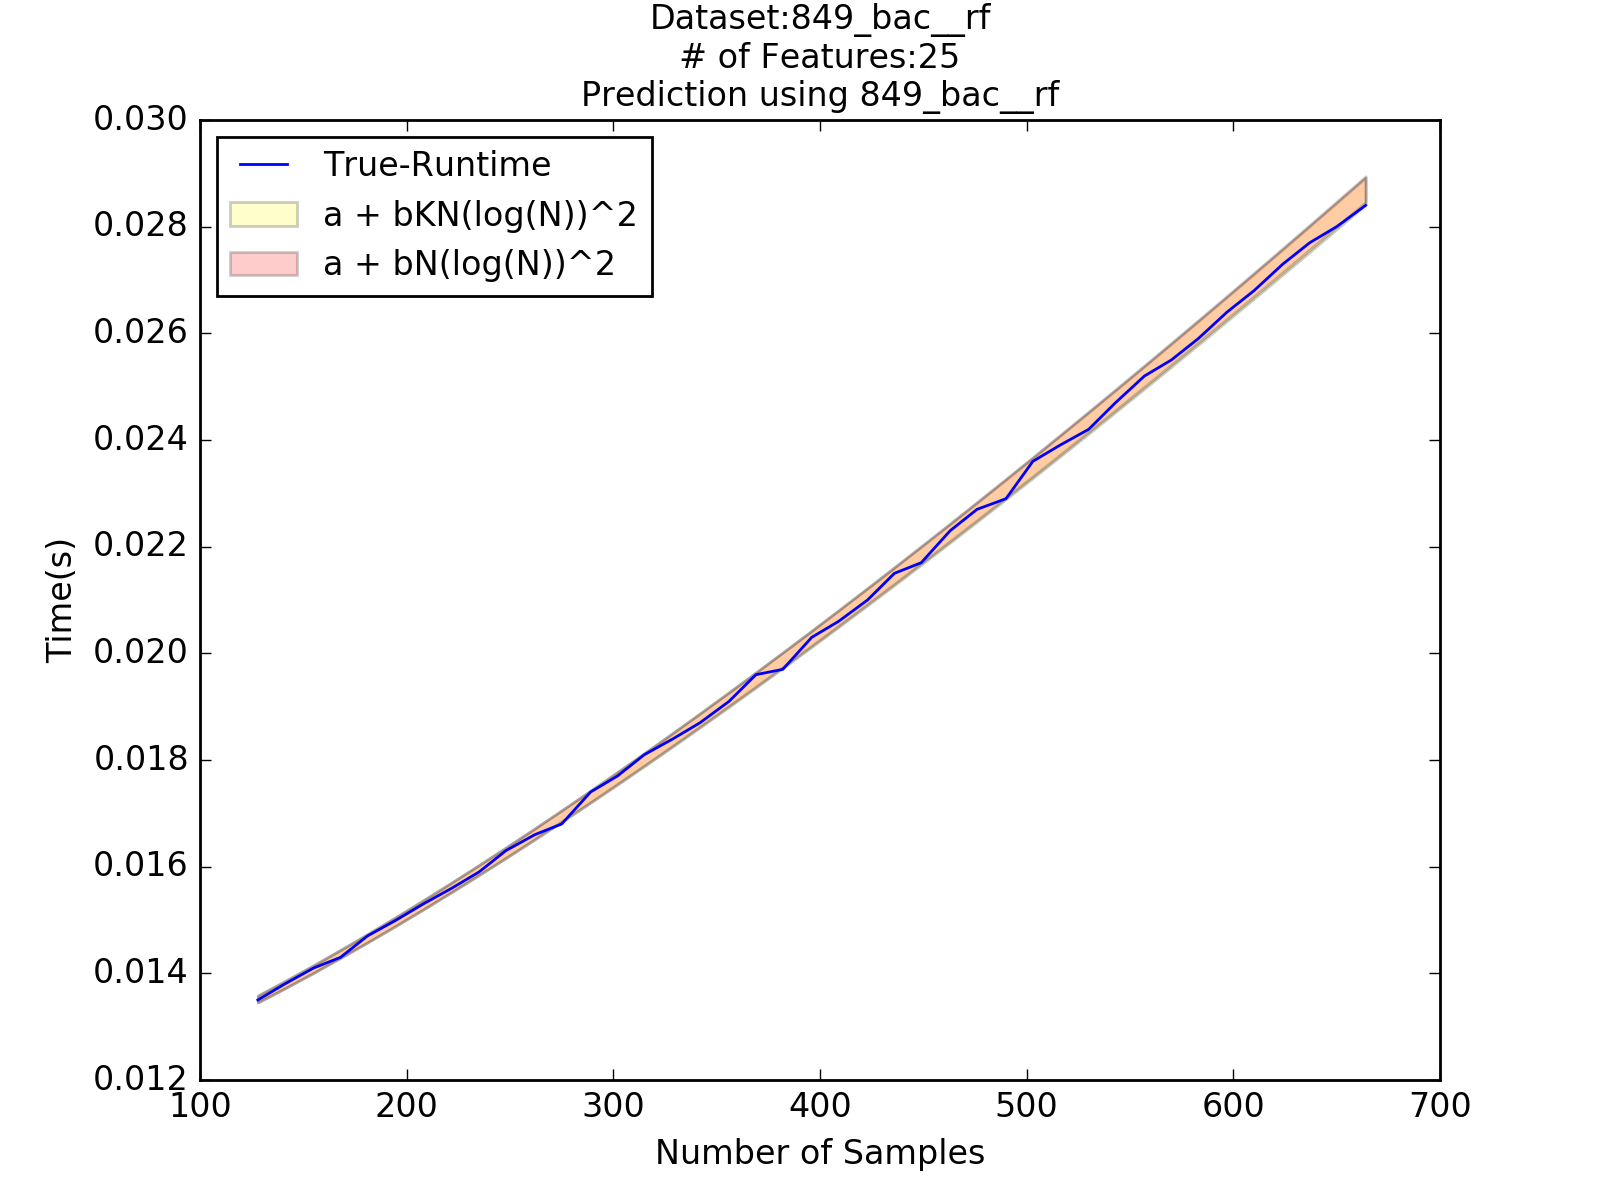 Dataset:849_bac__rf
# of Features:25
Prediction using 849_bac__rf
True-Runtime
a + bKN(log(N))^2
a + bN(log(N))^2
0.030
0.028
0.026
0.024
0.022
0.020
0.018
0.016
0.014
0.012
Time(s)
100 200 300 400 500 600 700
Number of Samples